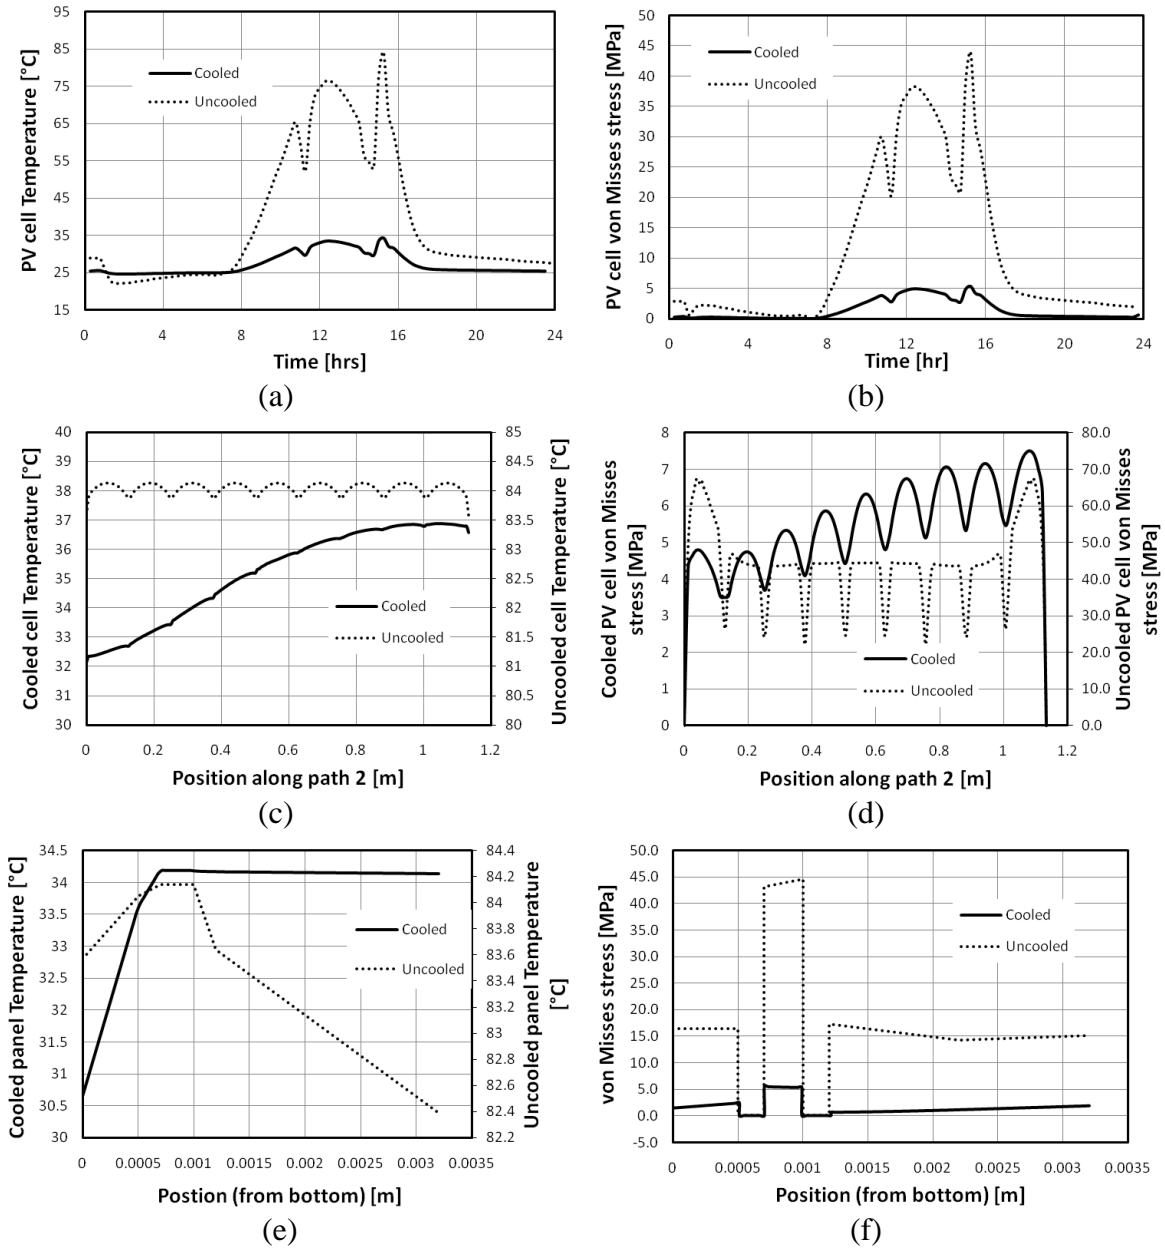 PV cell Temperature [°C]
95
85
75
65
55
45
35
25
15
Cooled
Uncooled
0 4 8 12 16 20 24
Time [hrs]
(a)
PV cell von Misses stress [MPa]
50
45
40
35
30
25
20
15
10
5
0
Cooled
Uncooled
0 4 8 12 16 20 24
Time [hr]
(b)
Cooled cell Temperature [°C]
40
39
38
37
36
35
34
33
32
31
30
Cooled
Uncooled
85
84.5
84
83.5
83
82.5
82
81.5
81
80.5
80
Uncooled cell Temperature [°C]
0 0.2 0.4 0.6 0.8 1 1.2
Position along path 2 [m]
(c)
Cooled PV cell von Misses
stress [MPa]
8
7
6
5
4
3
2
1
0
Cooled
Uncooled
80.0
70.0
60.0
50.0
40.0
30.0
20.0
10.0
0.0
Uncooled PV cell von Misses
stress [MPa]
0 0.2 0.4 0.6 0.8 1 1.2
Position along path 2 [m]
(d)
Cooled panel Temperature [°C]
34.5
34
33.5
33
32.5
32
31.5
31
30.5
30
Cooled
Uncooled
84.4
84.2
84
83.8
83.6
83.4
83.2
83
82.8
82.6
82.4
82.2
Uncooled panel Temperature
[°C]
0 0.0005 0.001 0.0015 0.002 0.0025 0.003 0.0035
Postion (from bottom) [m]
(e)
von Misses stress [MPa]
50.0
45.0
40.0
35.0
30.0
25.0
20.0
15.0
10.0
5.0
0.0
-5.0
Cooled
Uncooled
0 0.0005 0.001 0.0015 0.002 0.0025 0.003 0.0035
Position (from bottom) [m]
(f)